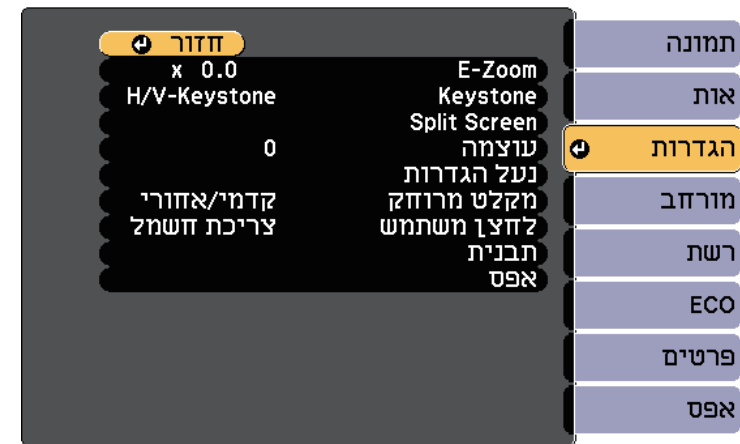 תמונה
אות
הגדרות
מורחב
רשת
ECO
פרטים
אפס
חזור
E-Zoom x 0.0
Keystone H/V-Keystone
Split Screen
עוצמה 0
נעל הגדרות
מקלט מרוחק קדמי/אחורי
לחצן משתמש צריכת חשמל
תבנית
אפס